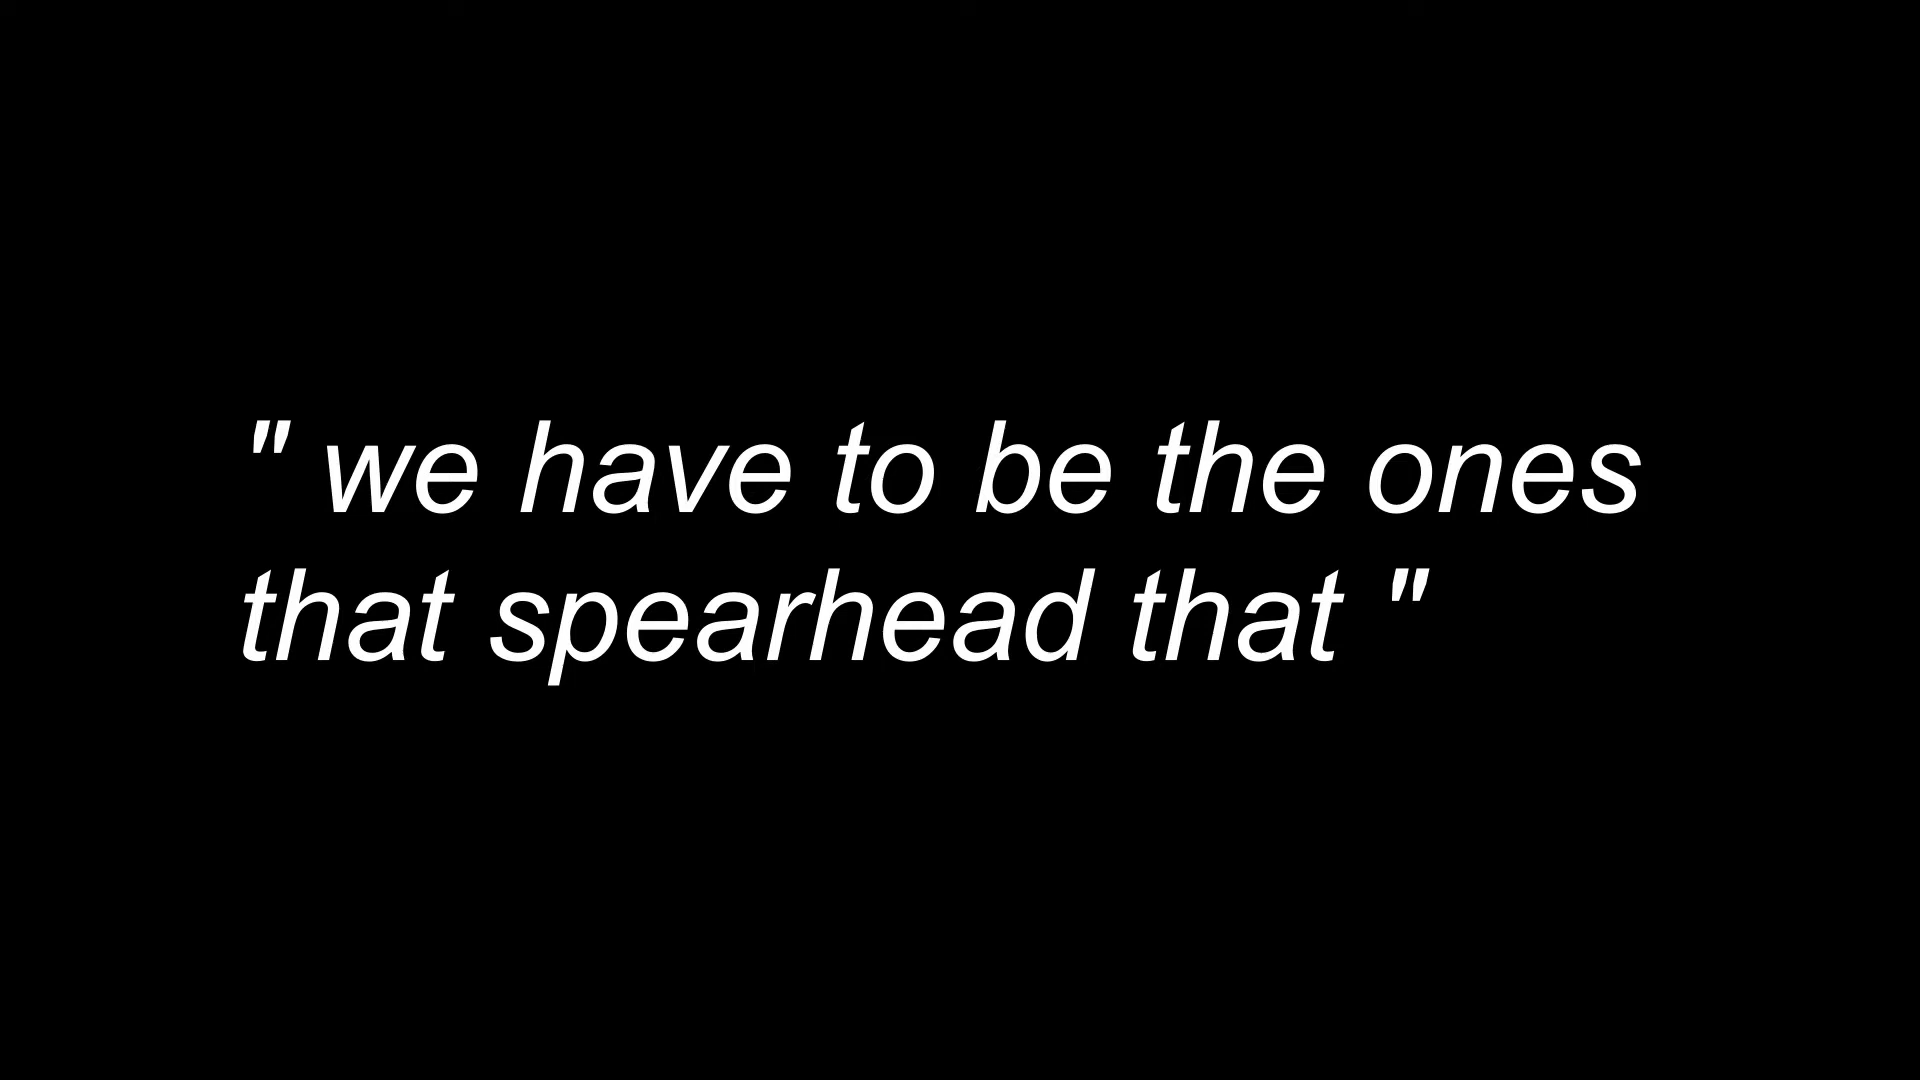 " we have to be the ones
that spearhead that "